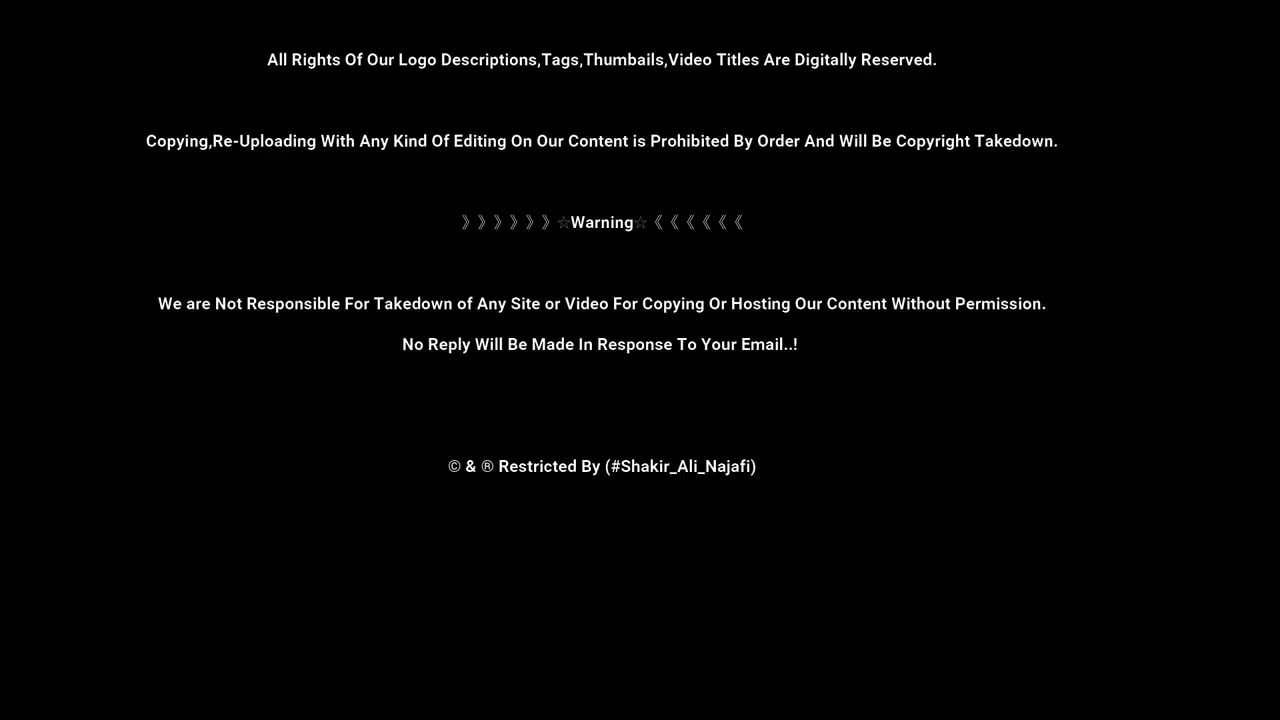 All Rights Of Our Logo Descriptions,Tags,Thumbails,Video Titles Are Digitally Reserved.
Copying,Re-Uploading With Any Kind Of Editing On Our Content is Prohibited By Order And Will Be Copyright Takedown.
》》》》》》☆Warning☆《《《《《《
We are Not Responsible For Takedown of Any Site or Video For Copying Or Hosting Our Content Without Permission.
No Reply Will Be Made In Response To Your Email..!
© & ® Restricted By (#Shakir_Ali_Najafi)